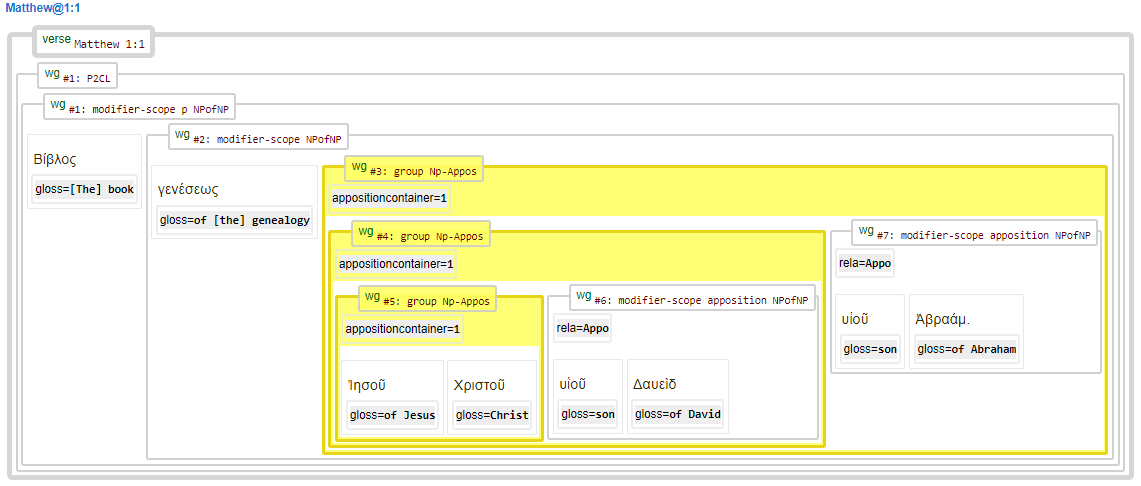 Matthew@1:1
verse Matthew 1:1
wg #1: P2CL
wg #1: modifier-scope p NPofNP
wg #2: modifier-scope NPofNP
wg #3: group Np-Appos
appositioncontainer=1
wg #4: group Np-Appos
appositioncontainer=1
wg #5: group Np-Appos
appositioncontainer=1
wg #6: modifier-scope apposition NPofNP
rela=Appo
wg #7: modifier-scope apposition NPofNP
rela=Appo
Βίβλος
gloss=[The] book
γενέσεως
gloss=of [the] genealogy
Ἰησοῦ
gloss=of Jesus
Χριστοῦ
gloss=Christ
υἱοῦ
gloss=son
Δαυεὶδ
gloss=of David
υἱοῦ
gloss=son
Ἀβραάμ.
gloss=of Abraham